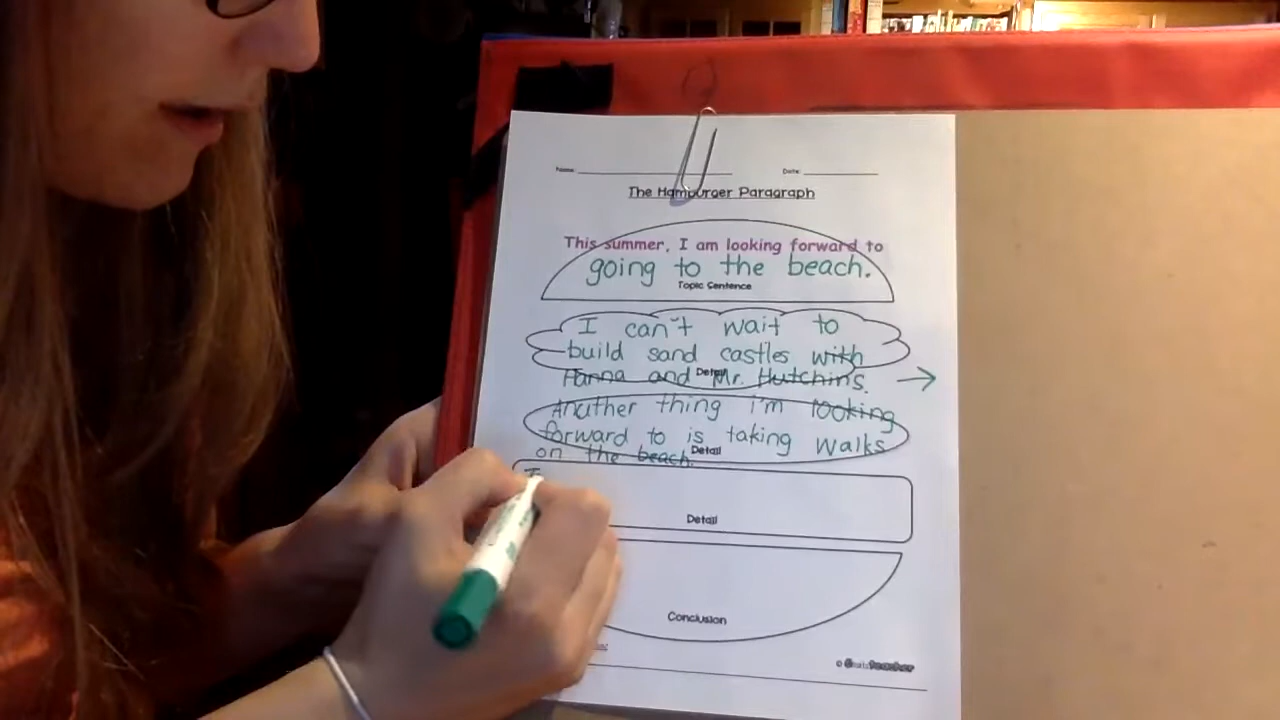 Name:
Date:
The Hamburger Paragraph
This summer, I am looking forward to
going to the beach.
Topic Sentence
I can't wait to
build sand castles with
Hanna and Mr. Hutchins.
Detail
Another thing i'm looking
forward to is taking walks
on the beach.
Detail
I
Detail
Conclusion
teacher